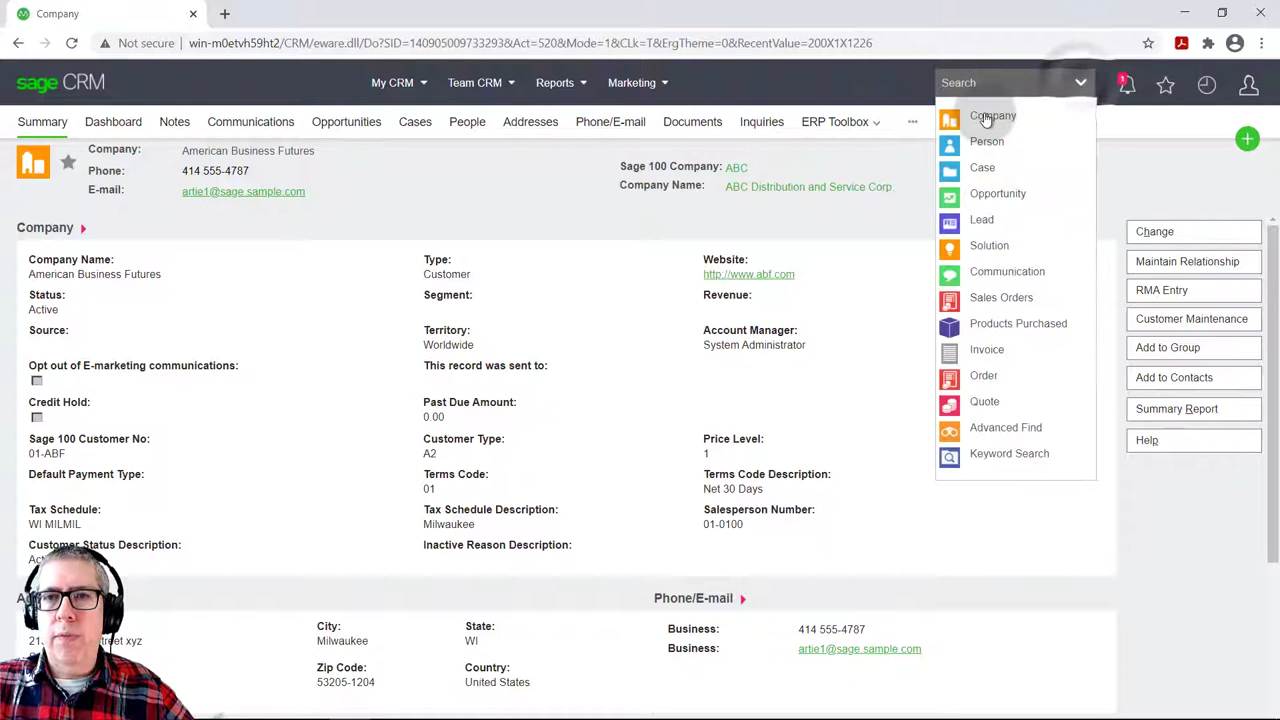 Company
Not secure win-m0etvh59ht2/CRM/eware.dll/Do?SID=140905009733293&Act=520&Mode=1&CLk=T&ErgTheme=0&RecentValue=200X1X1226
sage CRM My CRM Team CRM Reports Marketing Search 1
Summary Dashboard Notes Communications Opportunities Cases People Addresses Phone/E-mail Documents Inquiries ERP Toolbox
Company: American Business Futures
Phone: 414 555-4787
E-mail: artie1@sage.sample.com
Sage 100 Company: ABC
Company Name: ABC Distribution and Service Corp.
Company
Person
Case
Opportunity
Lead
Solution
Communication
Sales Orders
Products Purchased
Invoice
Order
Quote
Advanced Find
Keyword Search
Change
Maintain Relationship
RMA Entry
Customer Maintenance
Add to Group
Add to Contacts
Summary Report
Help
Company
Company Name: Type: Website:
American Business Futures Customer http://www.abf.com
Status: Segment: Revenue:
Active
Source: Territory: Account Manager:
Worldwide System Administrator
Opt out of E-marketing communications: This record was sent to:
Credit Hold: Past Due Amount:
0.00
Sage 100 Customer No: Customer Type: Price Level:
01-ABF A2 1
Default Payment Type: Terms Code: Terms Code Description:
01 Net 30 Days
Tax Schedule: Tax Schedule Description: Salesperson Number:
WI MILMIL Milwaukee 01-0100
Customer Status Description: Inactive Reason Description:
Phone/E-mail
City: State: Business: 414 555-4787
Milwaukee WI Business: artie1@sage.sample.com
Zip Code: Country:
53205-1204 United States